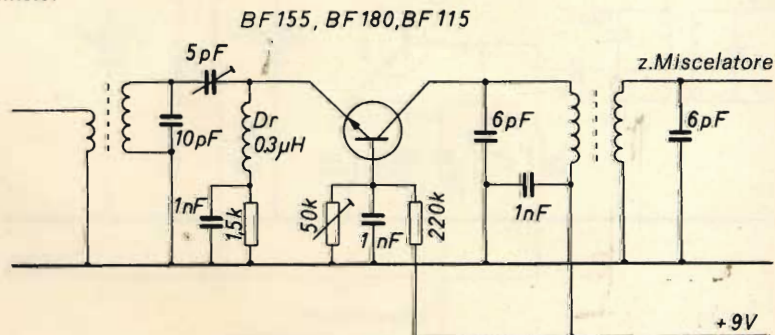 BF155, BF180, BF115
5pF
z.Miscelatore
10pF
Dr
0.3µH
6pF
6pF
1nF
1,5k
50k
1nF
220k
1nF
+9V